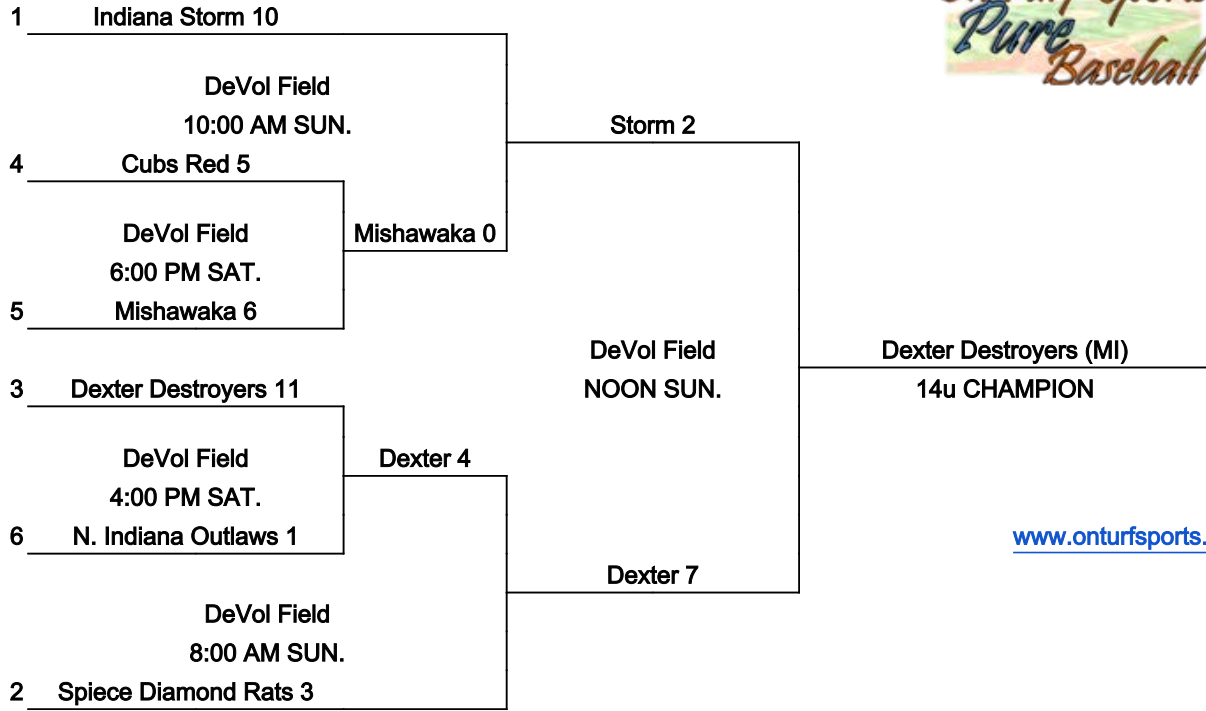 1 Indiana Storm 10
Pure
Baseball
DeVol Field
10:00 AM SUN.
Storm 2
4 Cubs Red 5
DeVol Field
Mishawaka 0
6:00 PM SAT.
5 Mishawaka 6
DeVol Field
Dexter Destroyers (MI)
3 Dexter Destroyers 11
NOON SUN.
14u CHAMPION
DeVol Field
Dexter 4
4:00 PM SAT.
6 N. Indiana Outlaws 1
www.onturfsports.
Dexter 7
DeVol Field
8:00 AM SUN.
2 Spiece Diamond Rats 3